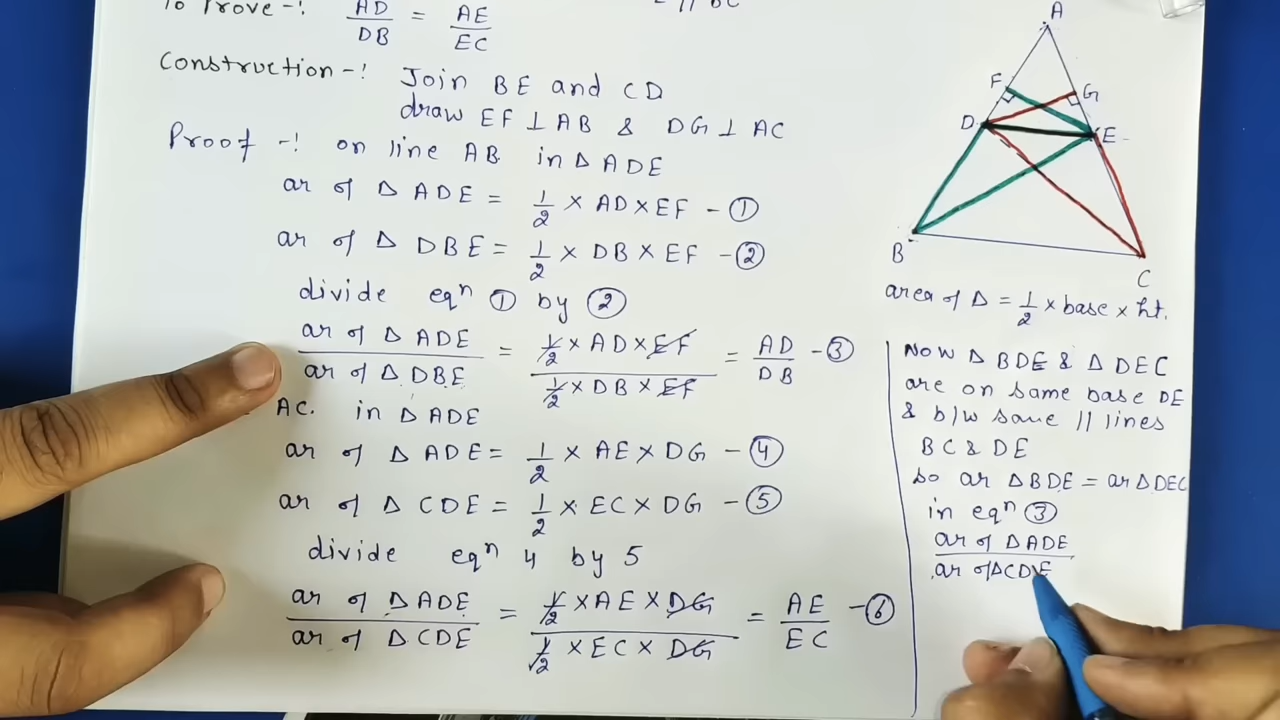 To Prove -! AD/DB = AE/EC
|| BC
Construction -! Join BE and CD
draw EF ⊥ AB & DG ⊥ AC
Proof -! on line AB in Δ ADE
ar of Δ ADE = 1/2 × AD × EF - ①
ar of Δ DBE = 1/2 × DB × EF - ②
divide eqⁿ ① by ②
ar of Δ ADE / ar of Δ DBE = 1/2 × AD × EF / 1/2 × DB × EF = AD/DB - ③
AC. in Δ ADE
ar of Δ ADE = 1/2 × AE × DG - ④
ar of Δ CDE = 1/2 × EC × DG - ⑤
divide eqⁿ 4 by 5
ar of Δ ADE / ar of Δ CDE = 1/2 × AE × DG / 1/2 × EC × DG = AE/EC - ⑥
A
F
G
D
E
B
C
area of Δ = 1/2 × base × ht.
Now Δ BDE & Δ DEC
are on same base DE
& b/w same || lines
BC & DE
So ar Δ BDE = ar Δ DEC
in eqⁿ ③
ar of Δ ADE
ar of Δ CDE